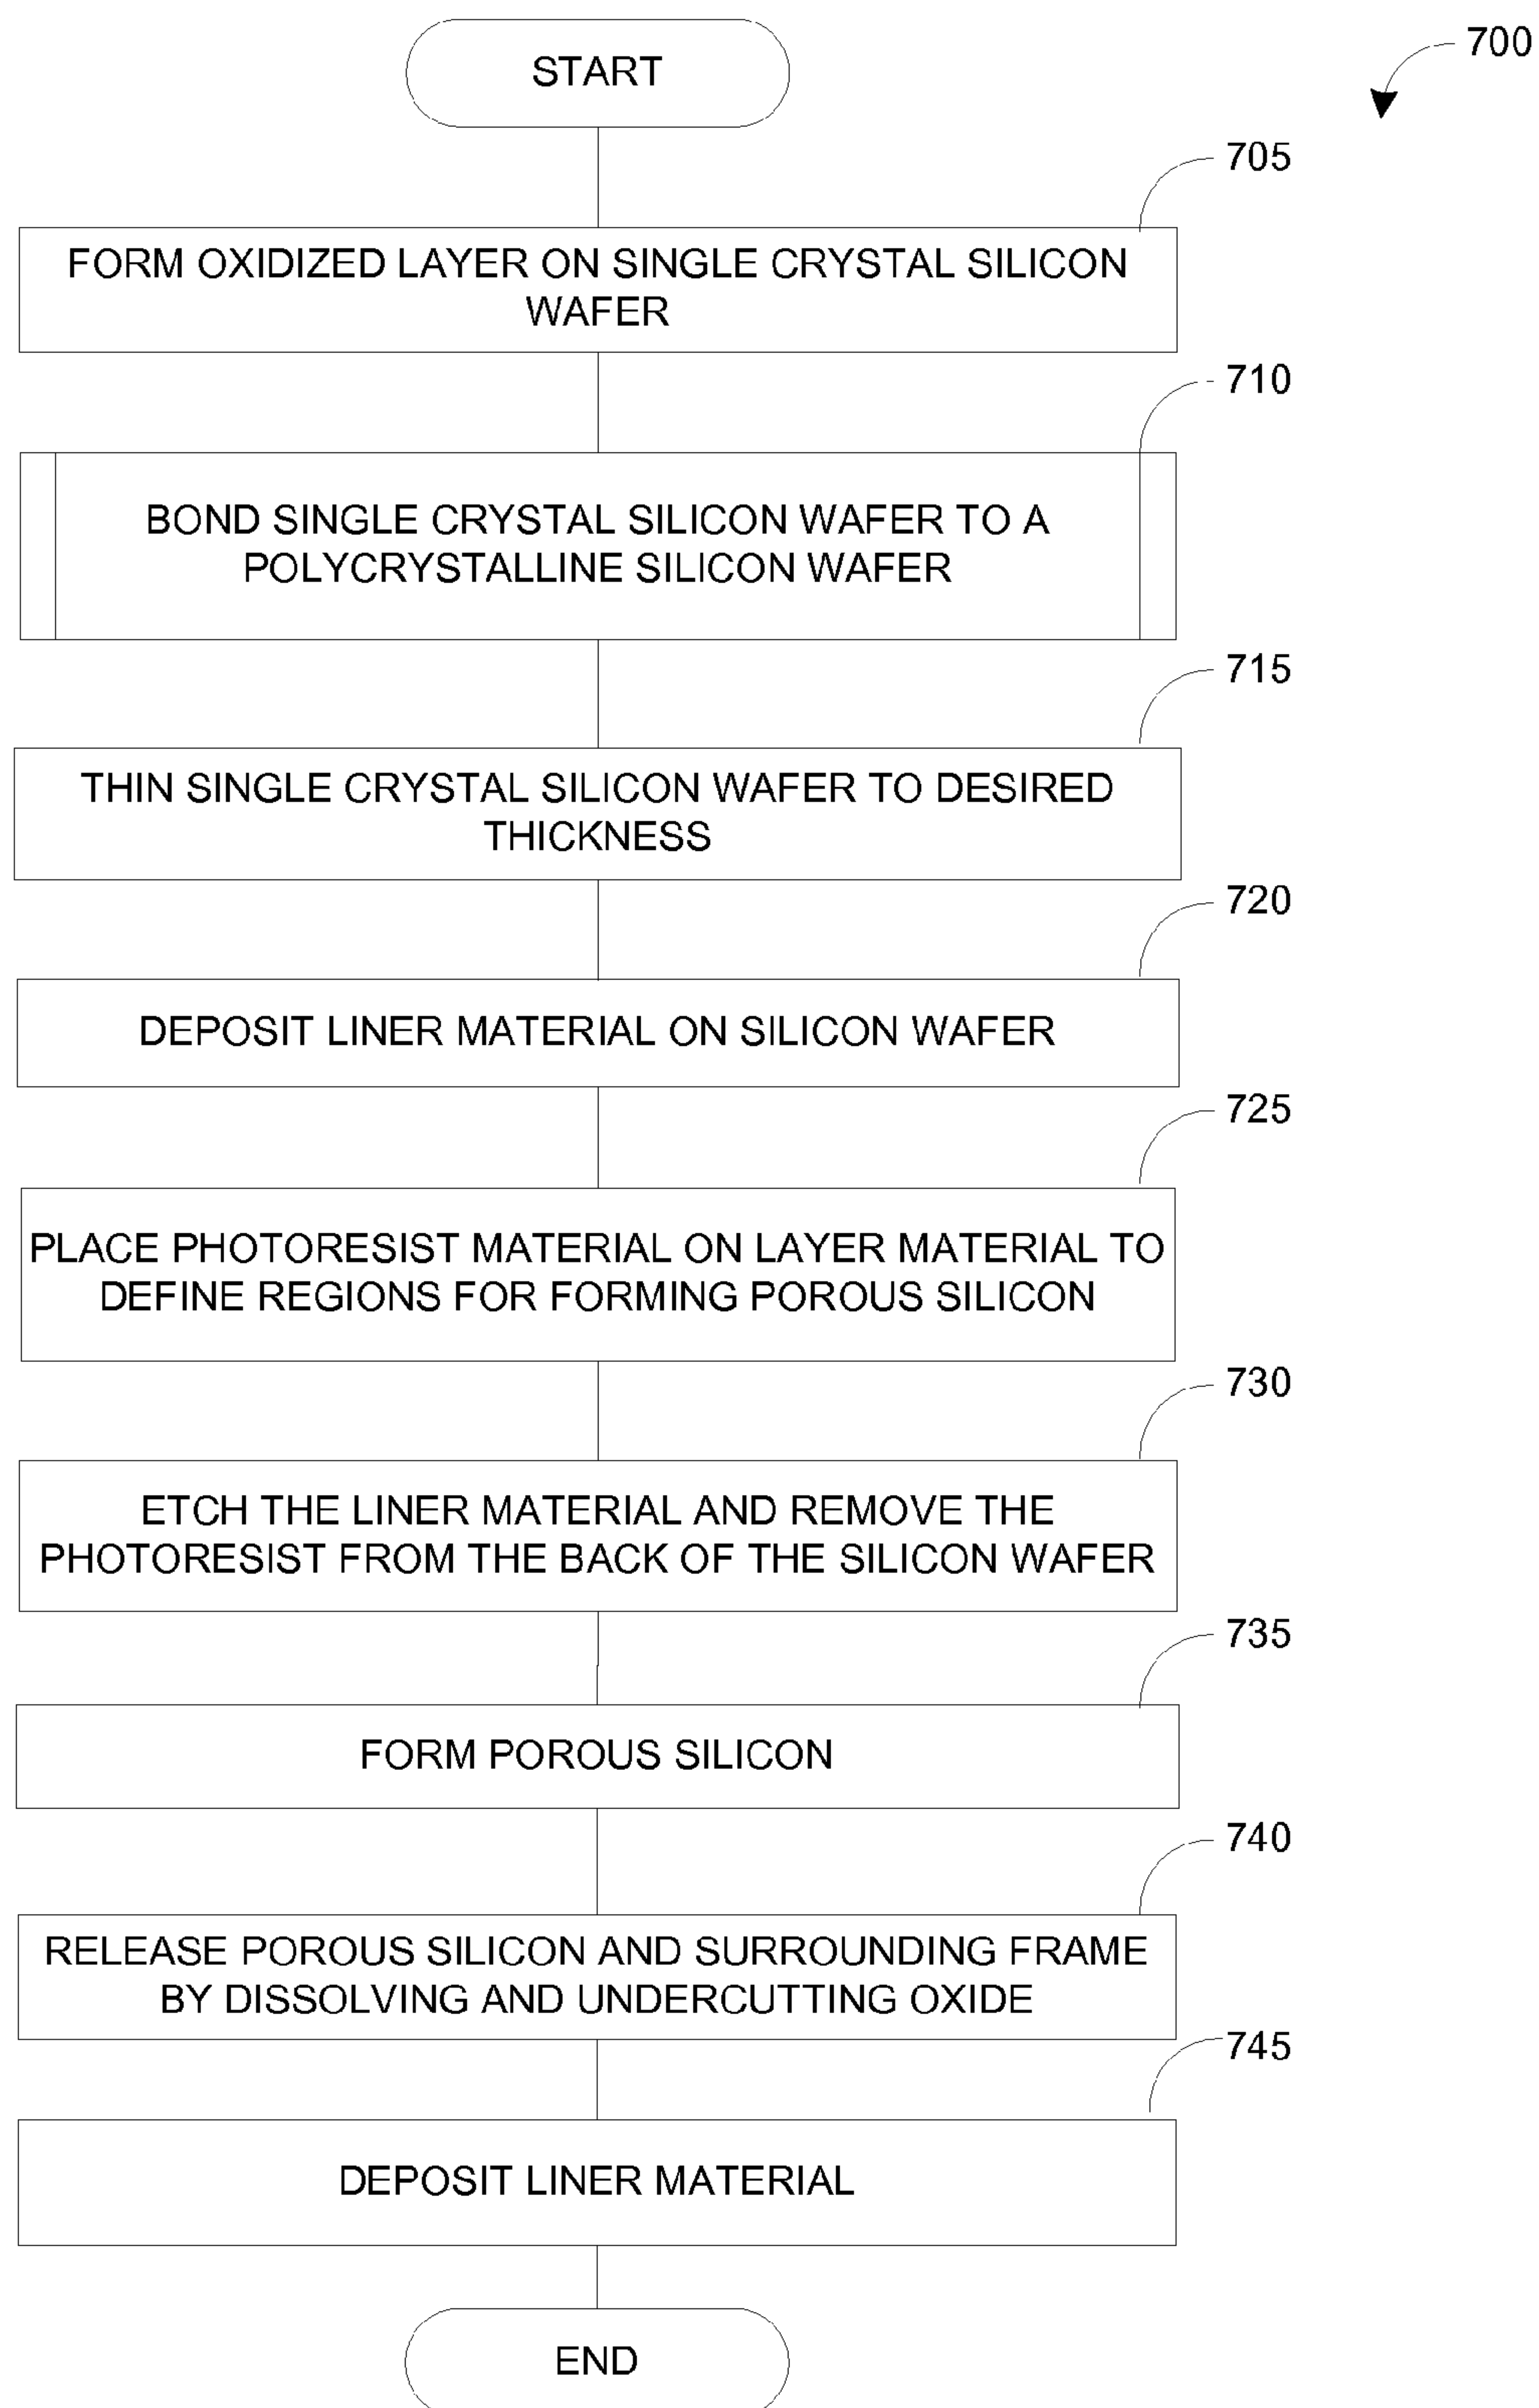 START
700
705
FORM OXIDIZED LAYER ON SINGLE CRYSTAL SILICON
WAFER
710
BOND SINGLE CRYSTAL SILICON WAFER TO A
POLYCRYSTALLINE SILICON WAFER
715
THIN SINGLE CRYSTAL SILICON WAFER TO DESIRED
THICKNESS
720
DEPOSIT LINER MATERIAL ON SILICON WAFER
725
PLACE PHOTORESIST MATERIAL ON LAYER MATERIAL TO
DEFINE REGIONS FOR FORMING POROUS SILICON
730
ETCH THE LINER MATERIAL AND REMOVE THE
PHOTORESIST FROM THE BACK OF THE SILICON WAFER
735
FORM POROUS SILICON
740
RELEASE POROUS SILICON AND SURROUNDING FRAME
BY DISSOLVING AND UNDERCUTTING OXIDE
745
DEPOSIT LINER MATERIAL
END